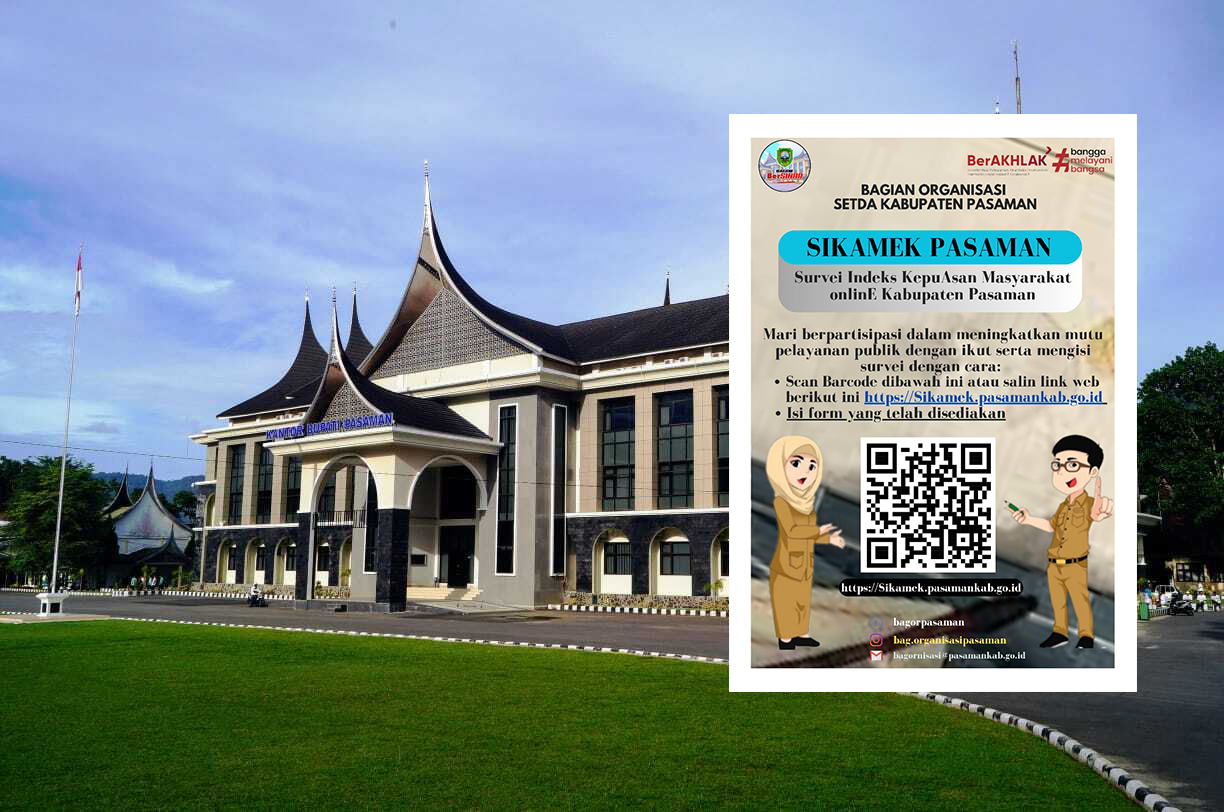 KANTOR BUPATI PASAMAN
BerAKHLAK
#bangga
melayani
bangsa
BerSINAR
BAGIAN ORGANISASI
SETDA KABUPATEN PASAMAN
SIKAMEK PASAMAN
Survei Indeks KepuAsan Masyarakat
onlinE Kabupaten Pasaman
Mari berpartisipasi dalam meningkatkan mutu
pelayanan publik dengan ikut serta mengisi
survei dengan cara:
• Scan Barcode dibawah ini atau salin link web
berikut ini https://Sikamek.pasamankab.go.id
• Isi form yang telah disediakan
https://Sikamek.pasamankab.go.id
bagorpasaman
bag.organisasipasaman
bagornisasi@pasamankab.go.id